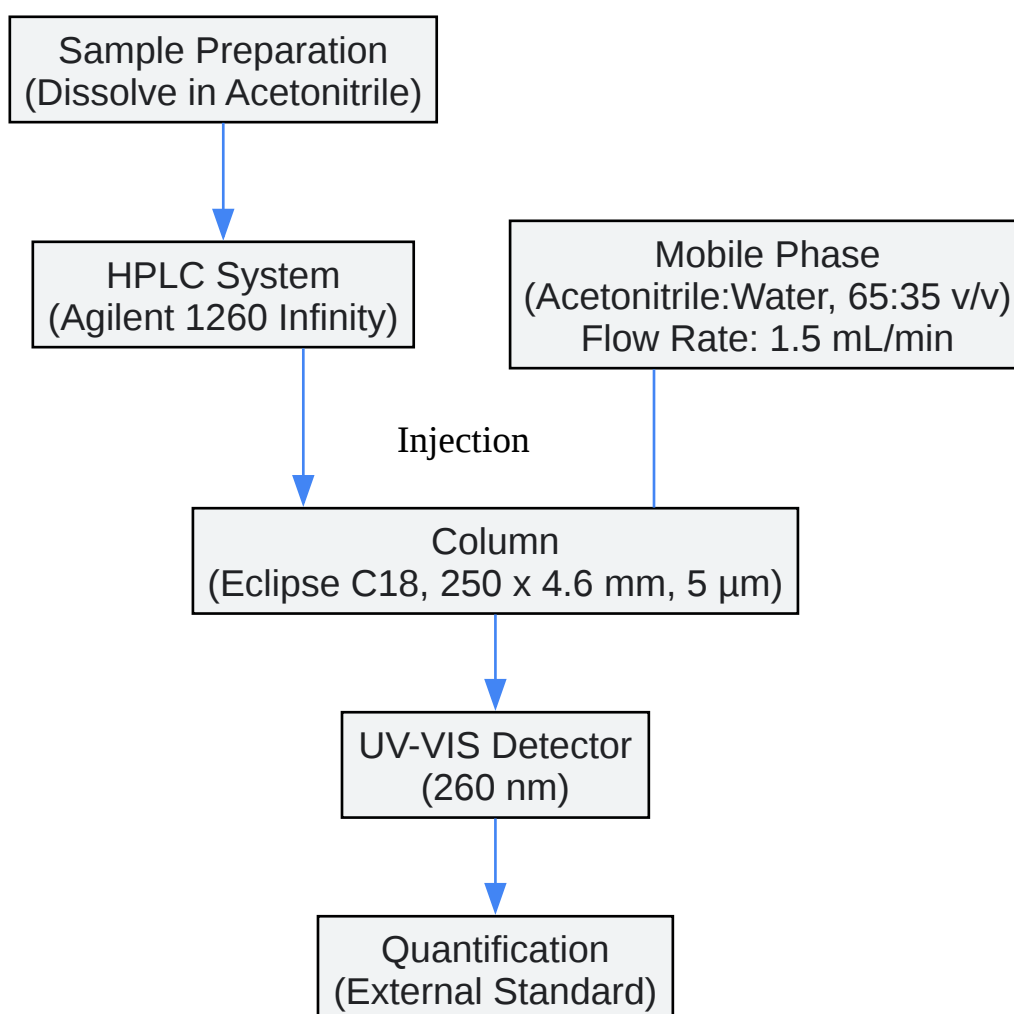 Sample Preparation
(Dissolve in Acetonitrile)
HPLC System
(Agilent 1260 Infinity)
Mobile Phase
(Acetonitrile:Water, 65:35 v/v)
Flow Rate: 1.5 mL/min
Injection
Column
(Eclipse C18, 250 x 4.6 mm, 5 µm)
UV-VIS Detector
(260 nm)
Quantification
(External Standard)